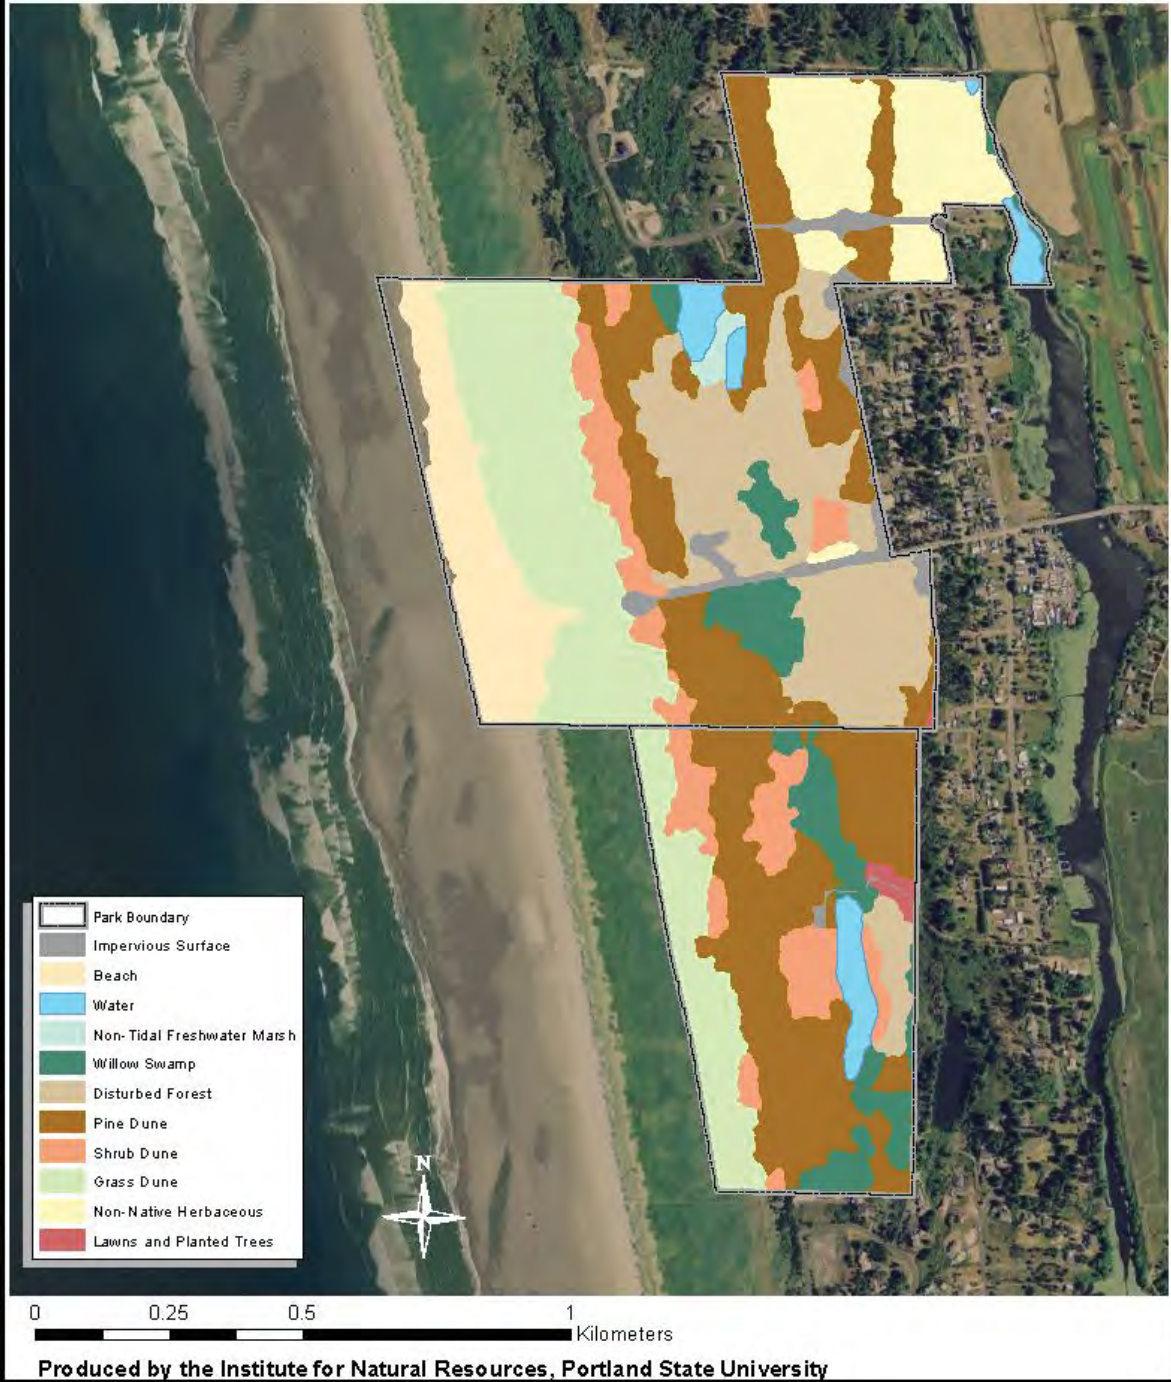 Park Boundary
Impervious Surface
Beach
Water
Non-Tidal Freshwater Marsh
Willow Swamp
Disturbed Forest
Pine Dune
Shrub Dune
Grass Dune
Non-Native Herbaceous
Lawns and Planted Trees
N
0 0.25 0.5 1
Kilometers
Produced by the Institute for Natural Resources, Portland State University